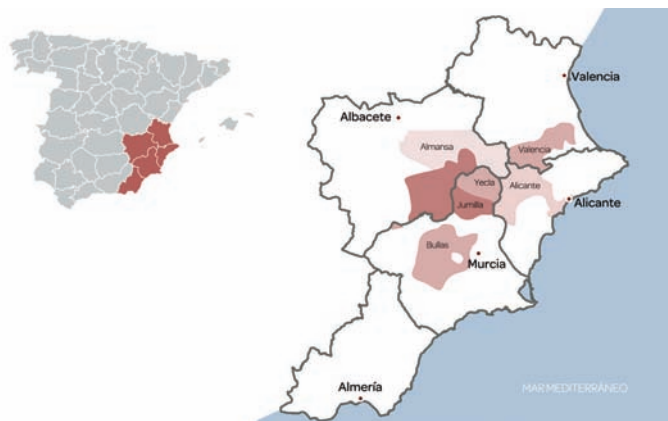 Valencia
Albacete
Almansa
Valencia
Yecla
Alicante
Jumilla
Alicante
Bullas
Murcia
Almería
MAR MEDITERRÁNEO